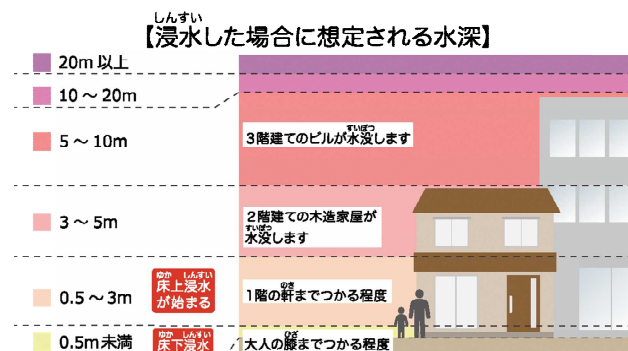 しんすい
【浸水した場合に想定される水深】
20m 以上
10 ～ 20m
5 ～ 10m
すいぼつ
3階建てのビルが水没します
3 ～ 5m
2階建ての木造家屋が
すいぼつ
水没します
0.5 ～ 3m
ゆか しんすい
床上浸水
が始まる
のき
1階の軒までつかる程度
0.5m 未満
ゆか しんすい
床下浸水
ひざ
大人の膝までつかる程度